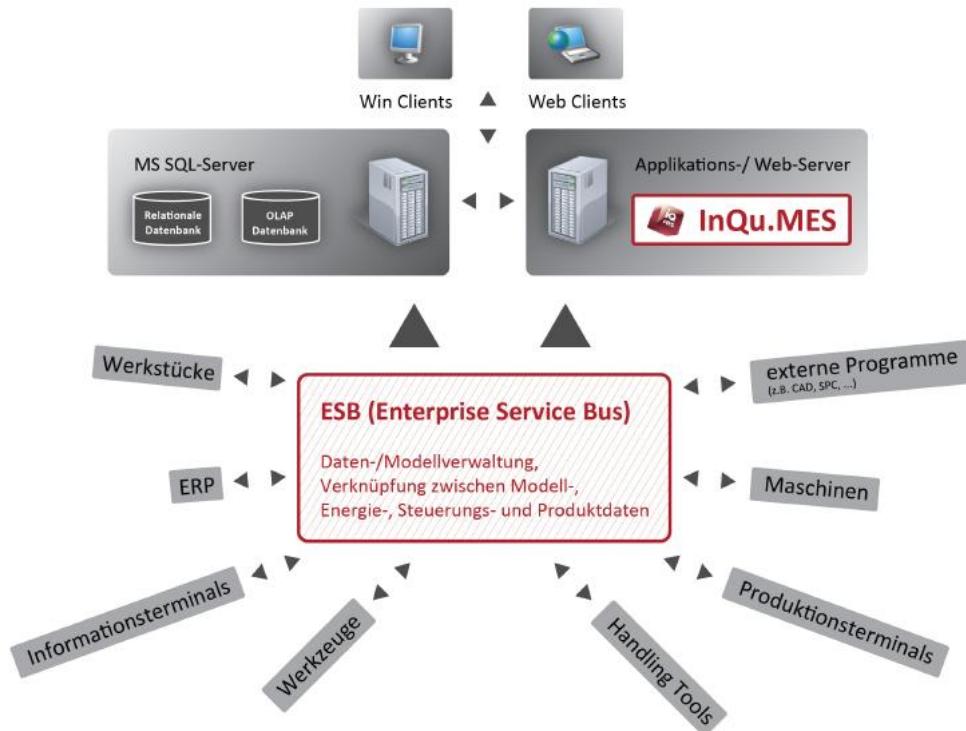 Win Clients
Web Clients
MS SQL-Server
Relationale
Datenbank
OLAP
Datenbank
Applikations-/ Web-Server
InQu.MES
Werkstücke
externe Programme
(z.B. CAD, SPC, ...)
ESB (Enterprise Service Bus)
Daten-/Modellverwaltung,
Verknüpfung zwischen Modell-,
Energie-, Steuerungs- und Produktdaten
ERP
Maschinen
Informationsterminals
Werkzeuge
Handling Tools
Produktionsterminals